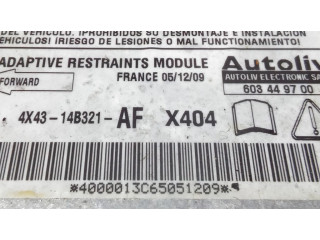 DEL VEHICULO. ¡PROHIBIDOS SU DESMONTAJE E INSTALACION
VEHICULOS! (RIESGO DE LESIONES O MAL FUNCIONAMIENTO)
ADAPTIVE RESTRAINTS MODULE
Autoliv
FORWARD
FRANCE 05/12/09
AUTOLIV ELECTRONIC SA
603 44 97 00
4X43-14B321-AF X404
*4000013C65051209*